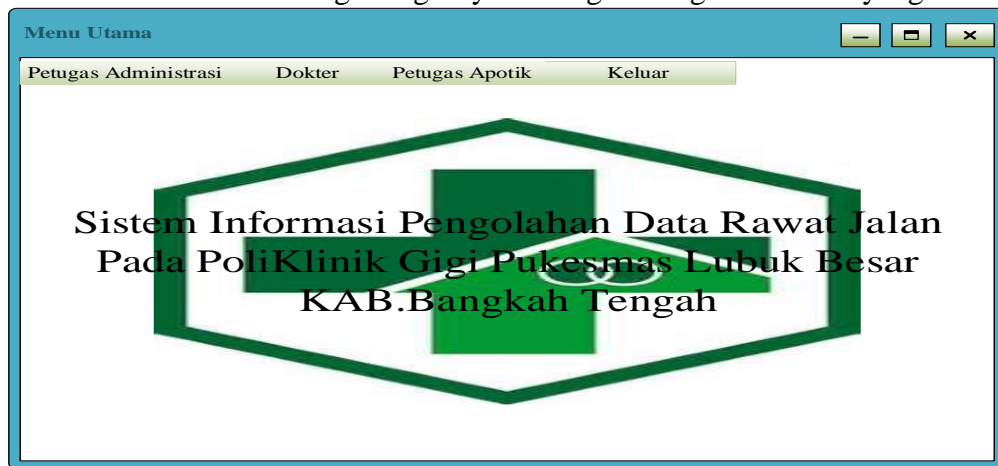 Menu Utama
Petugas Administrasi Dokter Petugas Apotik Keluar
Sistem Informasi Pengolahan Data Rawat Jalan
Pada PoliKlinik Gigi Pukesmas Lubuk Besar
KAB.Bangkah Tengah